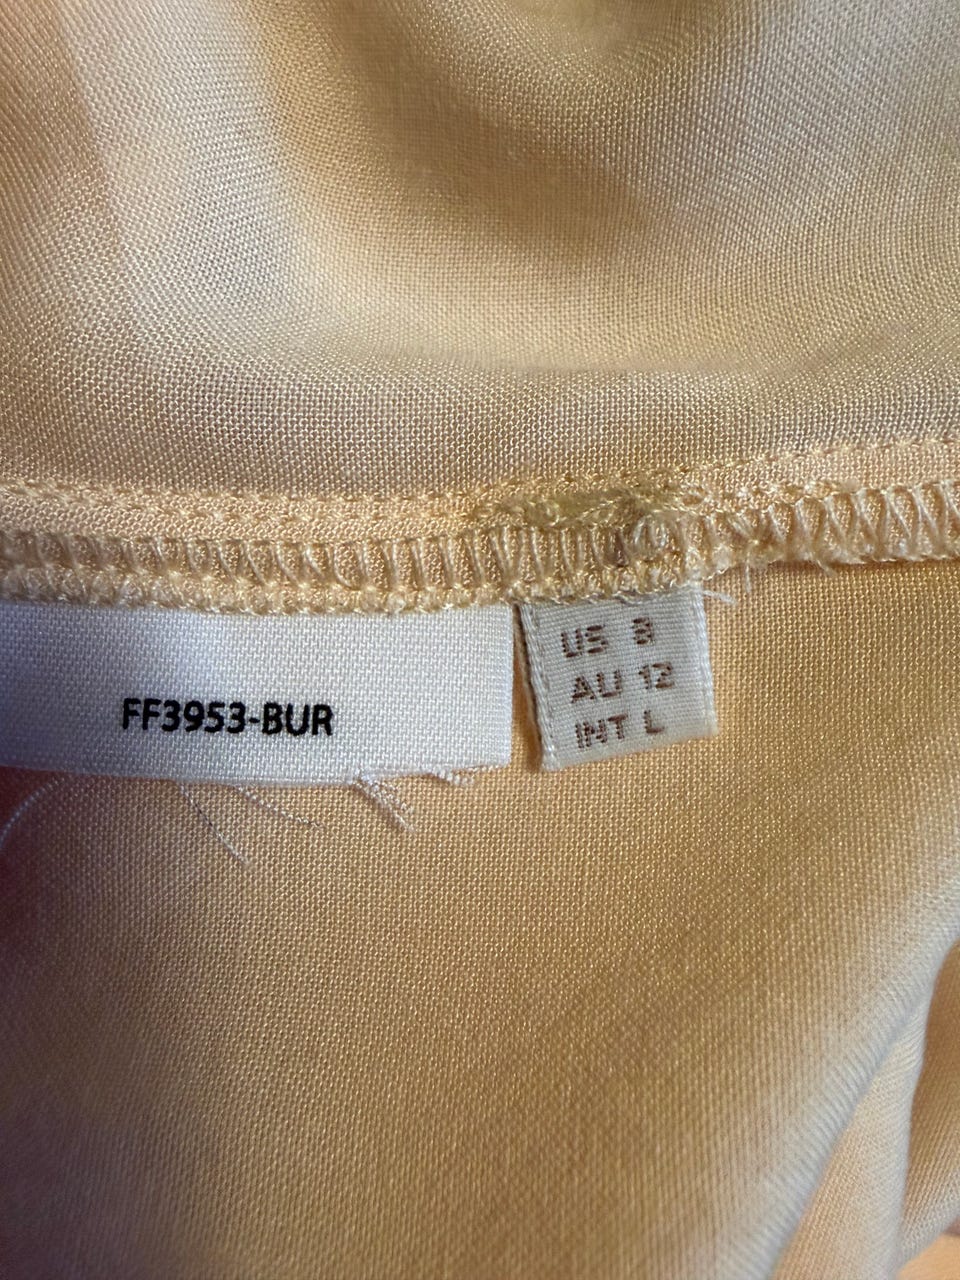 FF3953-BUR
US 8
AU 12
INT L